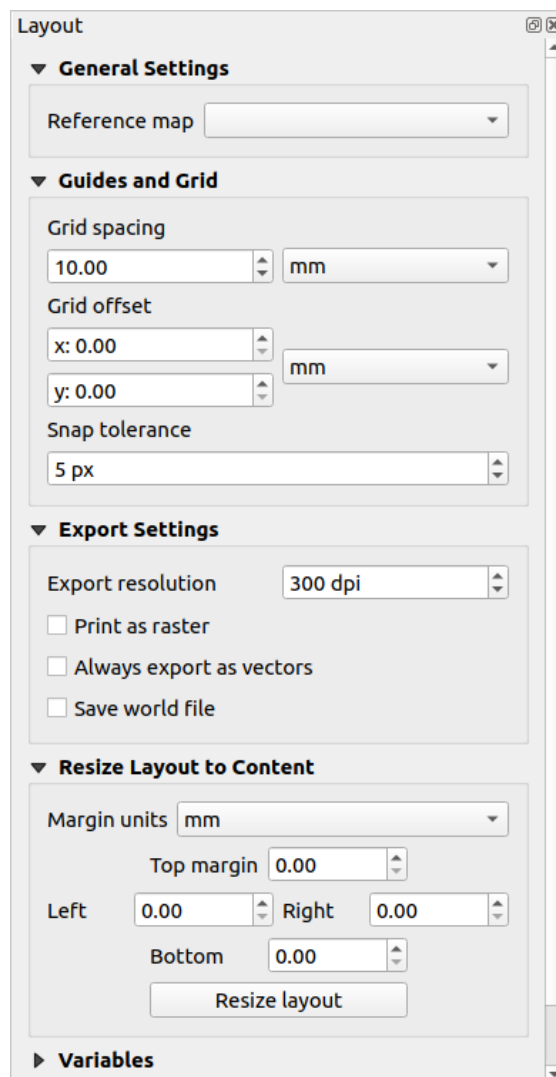 Layout
General Settings
Reference map
Guides and Grid
Grid spacing
10.00 mm
Grid offset
x: 0.00
mm
y: 0.00
Snap tolerance
5 px
Export Settings
Export resolution 300 dpi
Print as raster
Always export as vectors
Save world file
Resize Layout to Content
Margin units mm
Top margin 0.00
Left 0.00 Right 0.00
Bottom 0.00
Resize layout
Variables